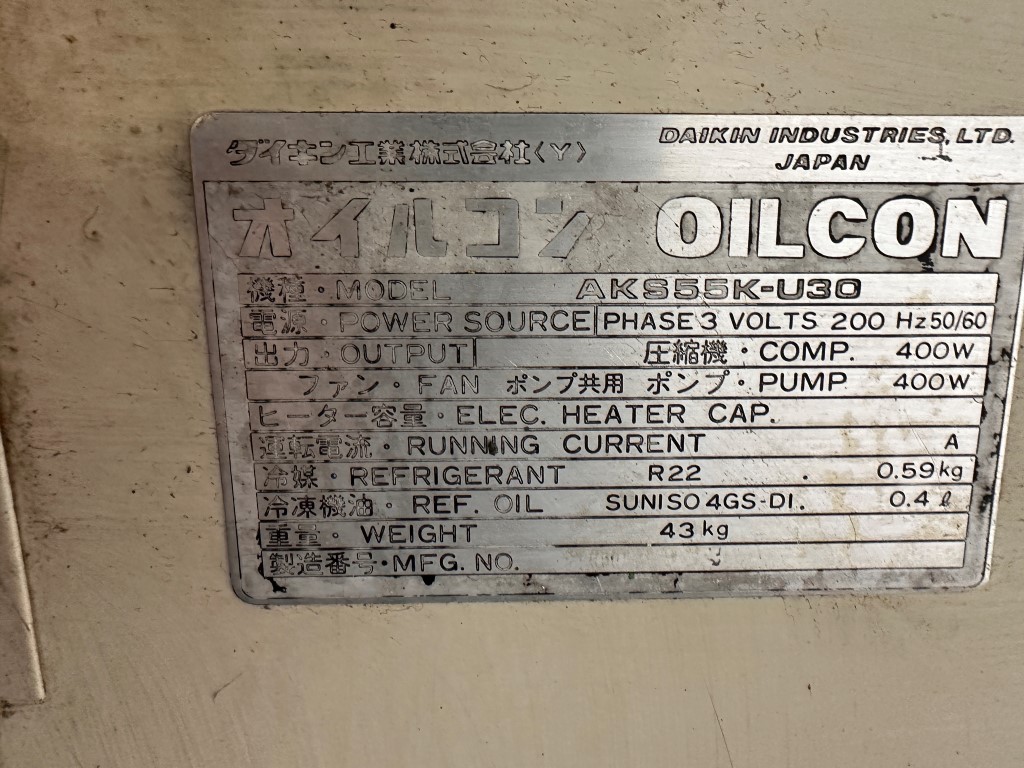 ダイキン工業株式会社〈Y〉 DAIKIN INDUSTRIES, LTD.
JAPAN
オイルコン OILCON
機種・MODEL AKS55K-U30
電源・POWER SOURCE PHASE 3 VOLTS 200 Hz 50/60
出力・OUTPUT 圧縮機・COMP. 400W
ファン・FAN ポンプ共用 ポンプ・PUMP 400W
ヒーター容量・ELEC. HEATER CAP.
運転電流・RUNNING CURRENT A
冷媒・REFRIGERANT R22 . 0.59kg
冷凍機油・REF. OIL SUNISO 4GS-DI. 0.4ℓ
重量・WEIGHT 43kg
製造番号・MFG. NO.